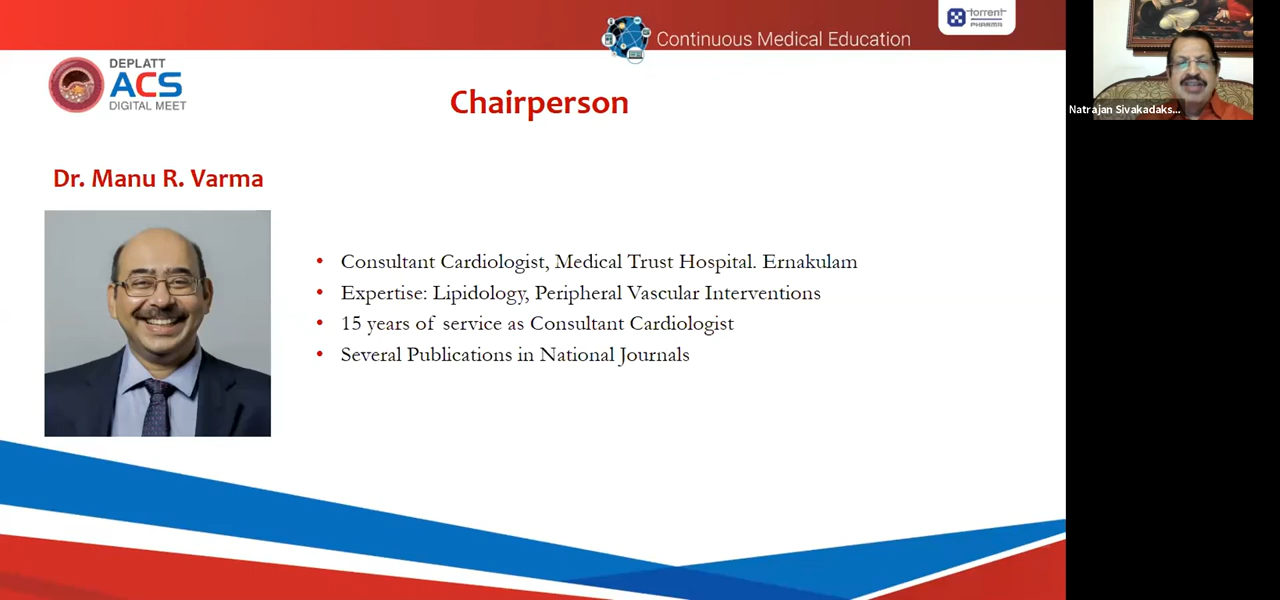 torrent
PHARMA
Continuous Medical Education
DEPLATT
ACS
DIGITAL MEET
Chairperson
Natrajan Sivakadaks...
Dr. Manu R. Varma
• Consultant Cardiologist, Medical Trust Hospital. Ernakulam
• Expertise: Lipidology, Peripheral Vascular Interventions
• 15 years of service as Consultant Cardiologist
• Several Publications in National Journals